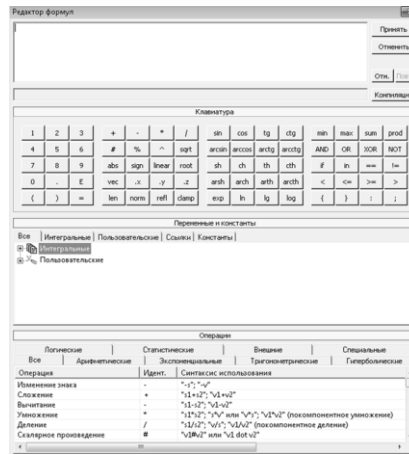 Редактор формул
Принять
Отменить
Отм.
Компиляция
Клавиатура
1 2 3 + - * / sin cos tg ctg min max sum prod
4 5 6 # % ^ sqrt arcsin arccos arctg arcctg AND OR XOR NOT
7 8 9 abs sign linear root sh ch th cth if in == !=
0 . E vec .x .y .z arsh arch arth arcth < <= >= >
( ) = len norm refl clamp exp ln lg log { } : ;
Переменные и константы
Все Интегральные Пользовательские Ссылки Константы
Интегральные
Пользовательские
Операции
Логические Статистические Внешние Специальные
Все Арифметические Экспоненциальные Тригонометрические Гиперболические
Операция Идент. Синтаксис использования
Изменение знака - "-s"; "-v"
Сложение + "s1+s2"; "v1+v2"
Вычитание - "s1-s2"; "v1-v2"
Умножение * "s1*s2"; "s*v" или "v*s"; "v1*v2" (покомпонентное умножение)
Деление / "s1/s2"; "v/s"; "v1/v2" (покомпонентное деление)
Скалярное произведение # "v1#v2" или "v1 dot v2"